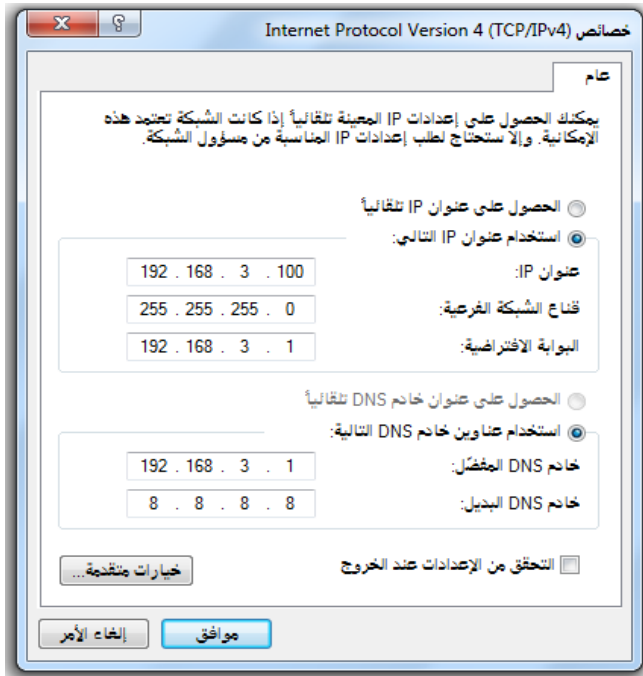 خصائص Internet Protocol Version 4 (TCP/IPv4)
عام
يمكنك الحصول على إعدادات IP المعينة تلقائياً إذا كانت الشبكة تعتمد هذه
الإمكانية. وإلا ستحتاج لطلب إعدادات IP المناسبة من مسؤول الشبكة.
الحصول على عنوان IP تلقائياً
استخدام عنوان IP التالي:
عنوان IP: 192 . 168 . 3 . 100
قناع الشبكة الفرعية: 255 . 255 . 255 . 0
البوابة الافتراضية: 192 . 168 . 3 . 1
الحصول على عنوان خادم DNS تلقائياً
استخدام عناوين خادم DNS التالية:
خادم DNS المفضّل: 192 . 168 . 3 . 1
خادم DNS البديل: 8 . 8 . 8 . 8
التحقق من الإعدادات عند الخروج
خيارات متقدمة...
موافق
إلغاء الأمر